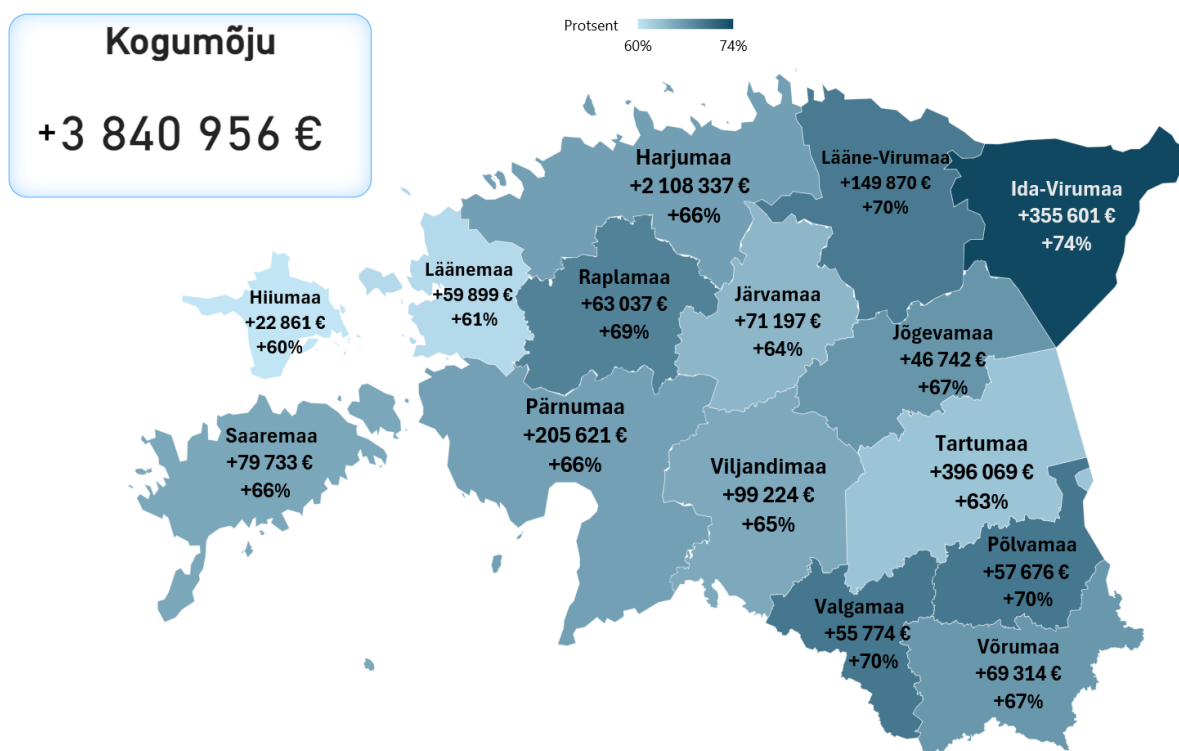 Kogumõju
+3 840 956 €
Protsent
60%
74%
Harjumaa
+2 108 337 €
+66%
Lääne-Virumaa
+149 870 €
+70%
Ida-Virumaa
+355 601 €
+74%
Hiiumaa
+22 861 €
+60%
Läänemaa
+59 899 €
+61%
Raplamaa
+63 037 €
+69%
Järvamaa
+71 197 €
+64%
Jõgevamaa
+46 742 €
+67%
Saaremaa
+79 733 €
+66%
Pärnumaa
+205 621 €
+66%
Viljandimaa
+99 224 €
+65%
Tartumaa
+396 069 €
+63%
Põlvamaa
+57 676 €
+70%
Valgamaa
+55 774 €
+70%
Võrumaa
+69 314 €
+67%